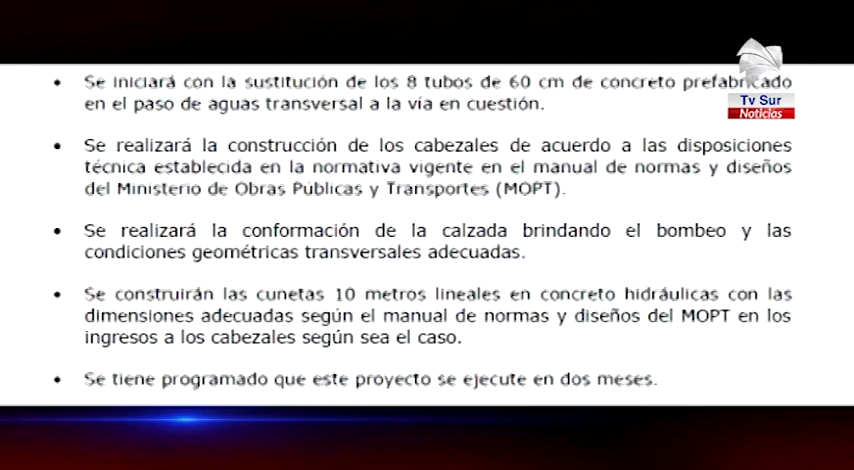 Tv Sur
Noticias
• Se iniciará con la sustitución de los 8 tubos de 60 cm de concreto prefabricado
en el paso de aguas transversal a la vía en cuestión.
• Se realizará la construcción de los cabezales de acuerdo a las disposiciones
técnica establecida en la normativa vigente en el manual de normas y diseños
del Ministerio de Obras Públicas y Transportes (MOPT).
• Se realizará la conformación de la calzada brindando el bombeo y las
condiciones geométricas transversales adecuadas.
• Se construirán las cunetas 10 metros lineales en concreto hidráulicas con las
dimensiones adecuadas según el manual de normas y diseños del MOPT en los
ingresos a los cabezales según sea el caso.
• Se tiene programado que este proyecto se ejecute en dos meses.